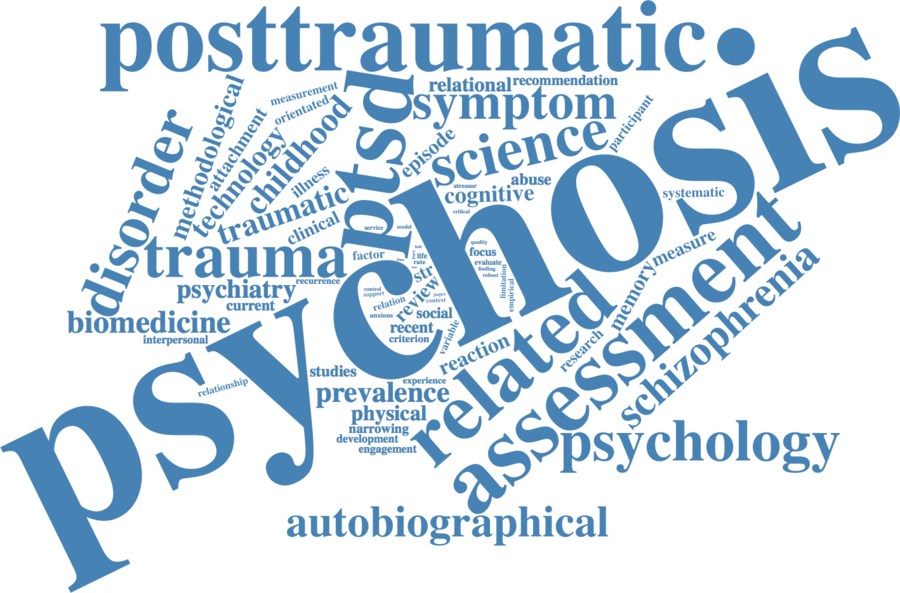 posttraumatic
psychosis
measurement
relational
recommendation
methodological
orientated
ptsd
symptom
disorder
attachment
technology
childhood
episode
science
participant
illness
stressor
cognitive
abuse
systematic
traumatic
clinical
critical
service
model
trauma
factor
life
rate
quality
focus
evaluate
finding
robust
measure
memory
assessment
psychiatry
recurrence
str
limitation
empirical
current
control
support
relation
review
paper
context
biomedicine
anxious
social
recent
criterion
variable
related
schizophrenia
interpersonal
reaction
research
studies
experience
relationship
prevalence
physical
narrowing
development
engagement
psychology
autobiographical